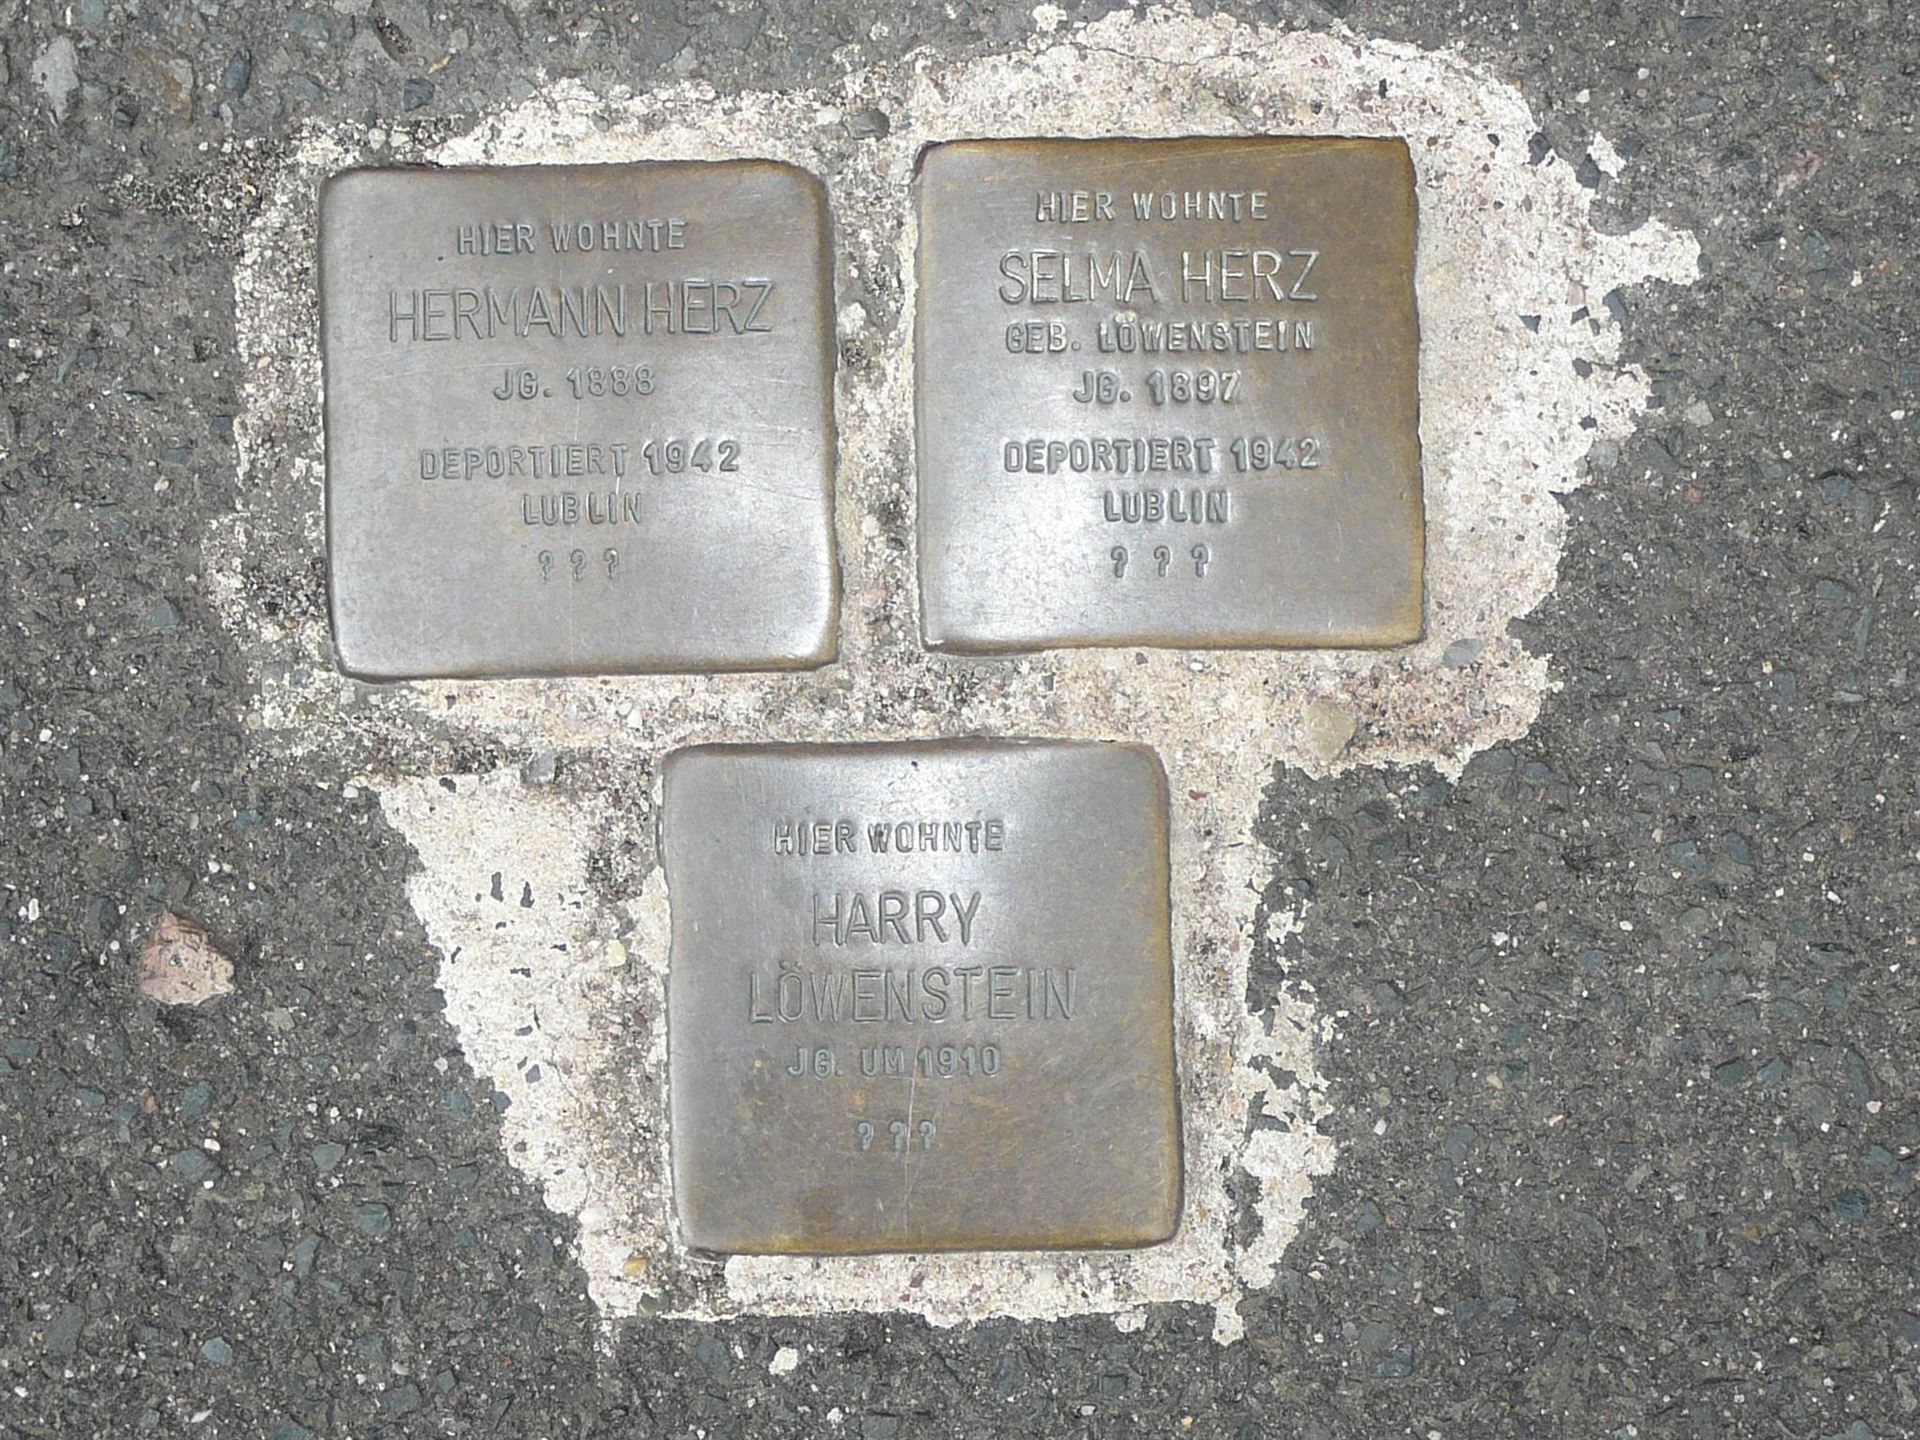 HIER WOHNTE
HERMANN HERZ
JG. 1888
DEPORTIERT 1942
LUBLIN
? ? ?
HIER WOHNTE
SELMA HERZ
GEB. LÖWENSTEIN
JG. 1897
DEPORTIERT 1942
LUBLIN
? ? ?
HIER WOHNTE
HARRY
LÖWENSTEIN
JG. UM 1910
? ? ?